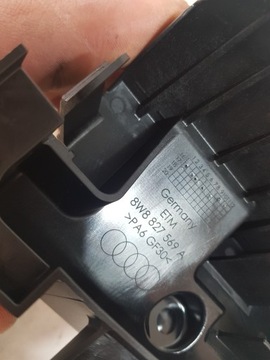 Germany
ETM
8W8 827 569 A
>PA6 GF30<